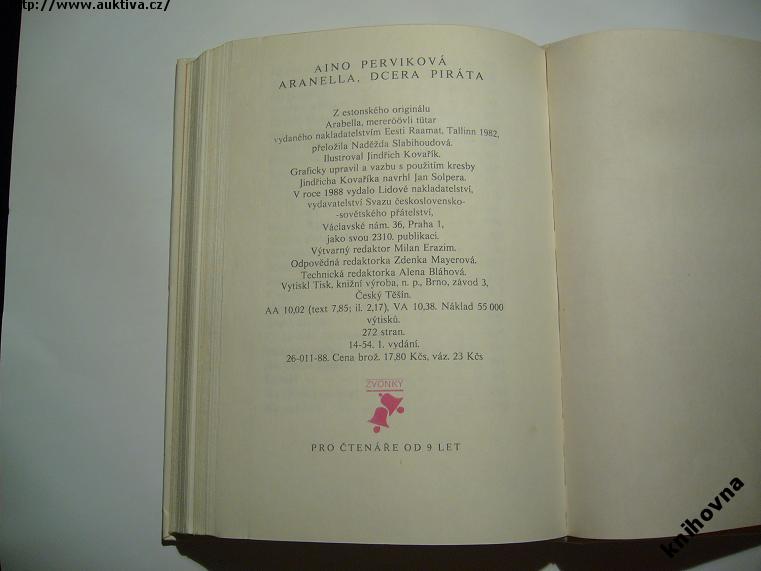 http://www.auktiva.cz/
AINO PERVIKOVÁ
ARANELLA, DCERA PIRÁTA
Z estonského originálu
Arabella, mereröövli tütar
vydaného nakladatelstvím Eesti Raamat, Tallinn 1982,
přeložila Naděžda Slabihoudová.
Ilustroval Jindřich Kovařík.
Graficky upravil a vazbu s použitím kresby
Jindřicha Kovaříka navrhl Jan Solpera.
V roce 1988 vydalo Lidové nakladatelství,
vydavatelství Svazu československo-
-sovětského přátelství,
Václavské nám. 36, Praha 1,
jako svou 2310. publikaci.
Výtvarný redaktor Milan Erazim.
Odpovědná redaktorka Zdenka Mayerová.
Technická redaktorka Alena Bláhová.
Vytiskl Tisk, knižní výroba, n. p., Brno, závod 3,
Český Těšín.
AA 10,02 (text 7,85; il. 2,17), VA 10,38. Náklad 55 000
výtisků.
272 stran.
14-54. 1. vydání.
26-011-88. Cena brož. 17,80 Kčs, váz. 23 Kčs
ZVONKY
PRO ČTENÁŘE OD 9 LET
knihovna